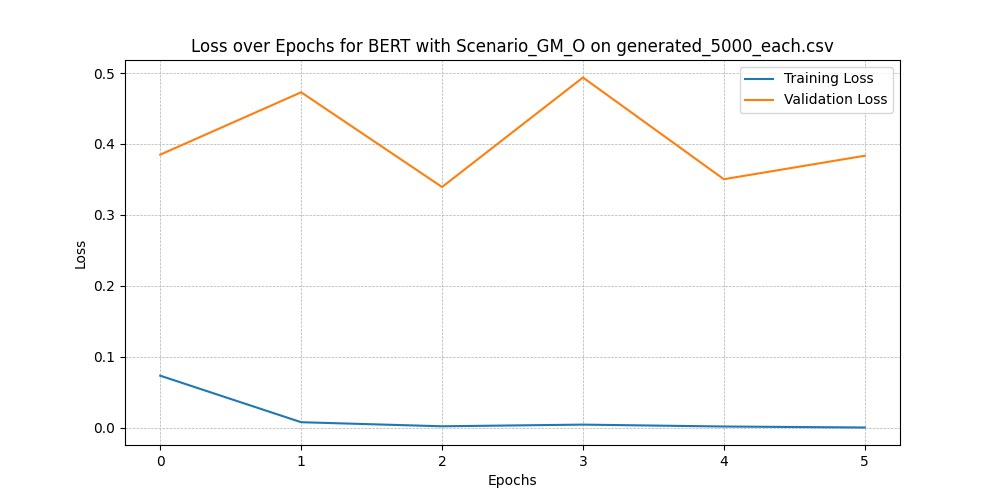 Loss over Epochs for BERT with Scenario_GM_O on generated_5000_each.csv
Training Loss
Validation Loss
0.5
0.4
0.3
0.2
0.1
0.0
Loss
0 1 2 3 4 5
Epochs